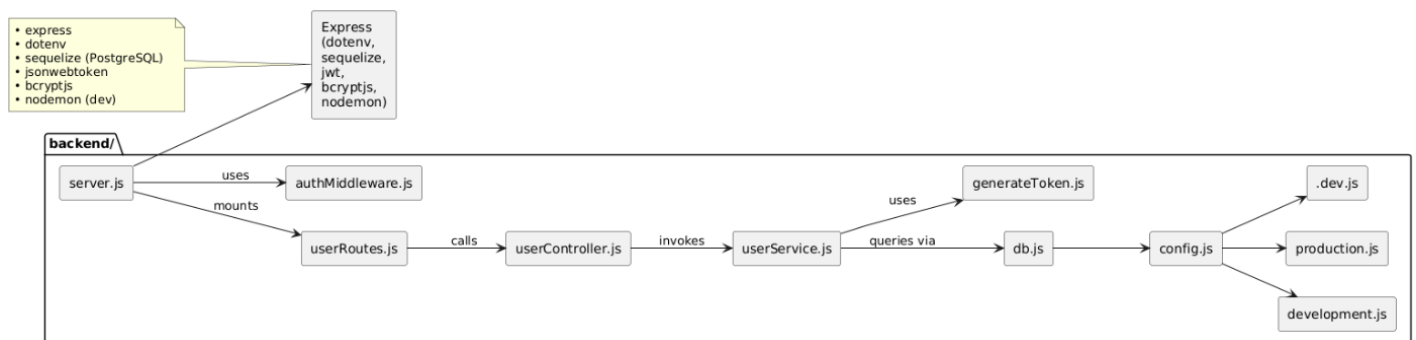 • express
• dotenv
• sequelize (PostgreSQL)
• jsonwebtoken
• bcryptjs
• nodemon (dev)
Express
(dotenv,
sequelize,
jwt,
bcryptjs,
nodemon)
backend/
server.js
uses
authMiddleware.js
mounts
userRoutes.js
calls
userController.js
invokes
userService.js
uses
generateToken.js
queries via
db.js
config.js
.dev.js
production.js
development.js